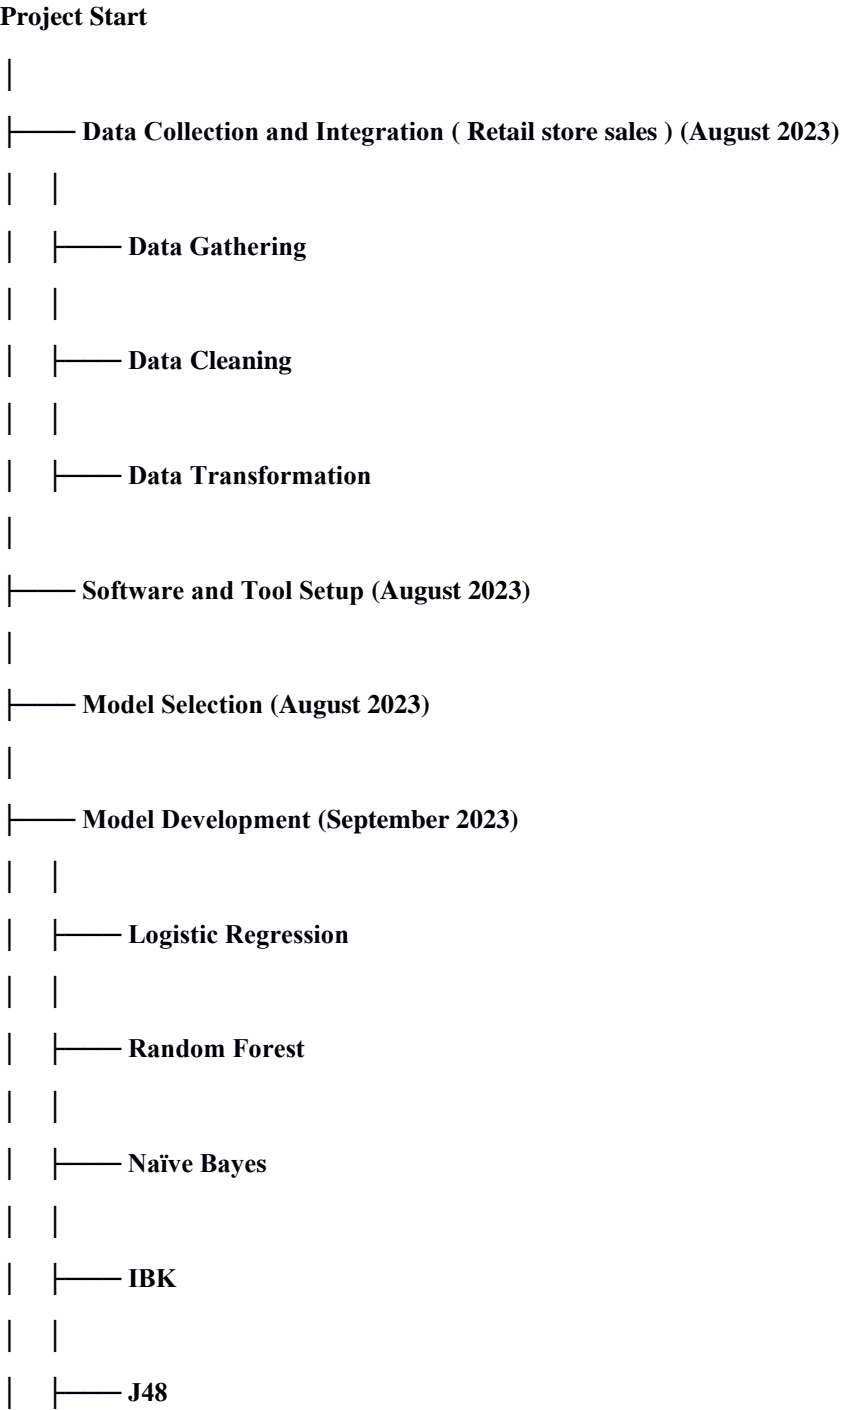 Project Start
│
├── Data Collection and Integration ( Retail store sales ) (August 2023)
│ │
│ ├── Data Gathering
│ │
│ ├── Data Cleaning
│ │
│ ├── Data Transformation
│
├── Software and Tool Setup (August 2023)
│
├── Model Selection (August 2023)
│
├── Model Development (September 2023)
│ │
│ ├── Logistic Regression
│ │
│ ├── Random Forest
│ │
│ ├── Naïve Bayes
│ │
│ ├── IBK
│ │
│ ├── J48